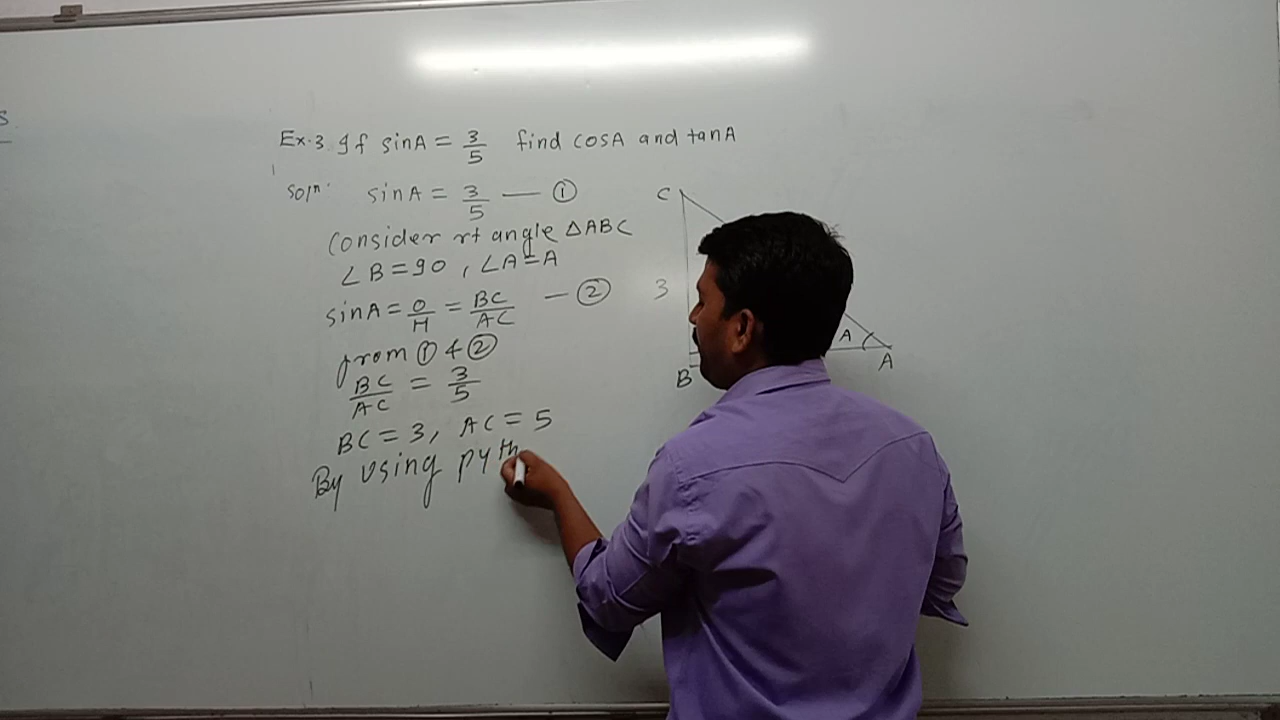 s
Ex.3 If sinA = 3/5 find cosA and tanA
soln. sinA = 3/5 — ①
Consider rt angle △ABC
∠B = 90, ∠A = A
sinA = O/H = BC/AC — ②
from ① & ②
BC/AC = 3/5
BC = 3, AC = 5
By using pyth
C
3
A
B
A